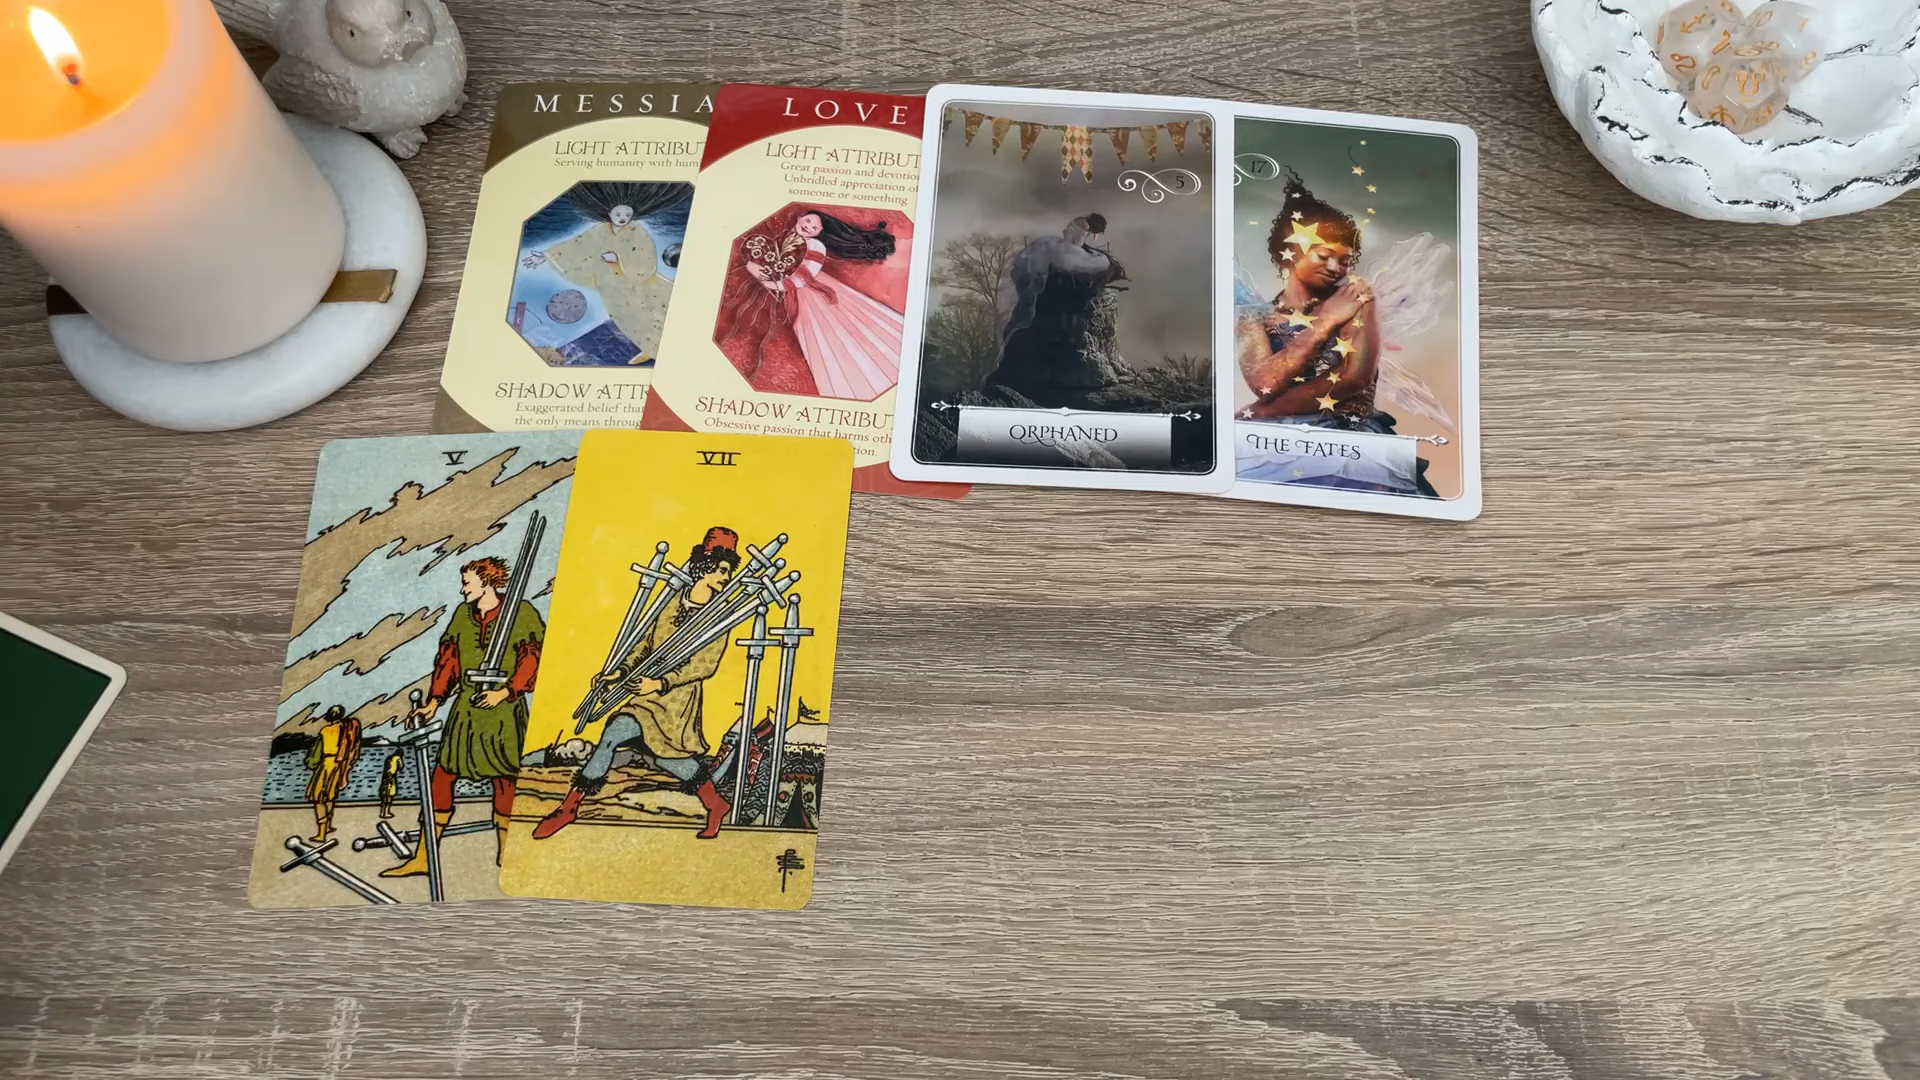 MESSIA
LIGHT ATTRIBUT
Serving humanity with hum
SHADOW ATTR
Exaggerated belief that
the only means throug
LOVE
LIGHT ATTRIBUT
Great passion and devotio
Unbridled appreciation of
someone or something
SHADOW ATTRIBUT
Obsessive passion that harms oth
tion.
5
ORPHANED
17
THE FATES
V
VII